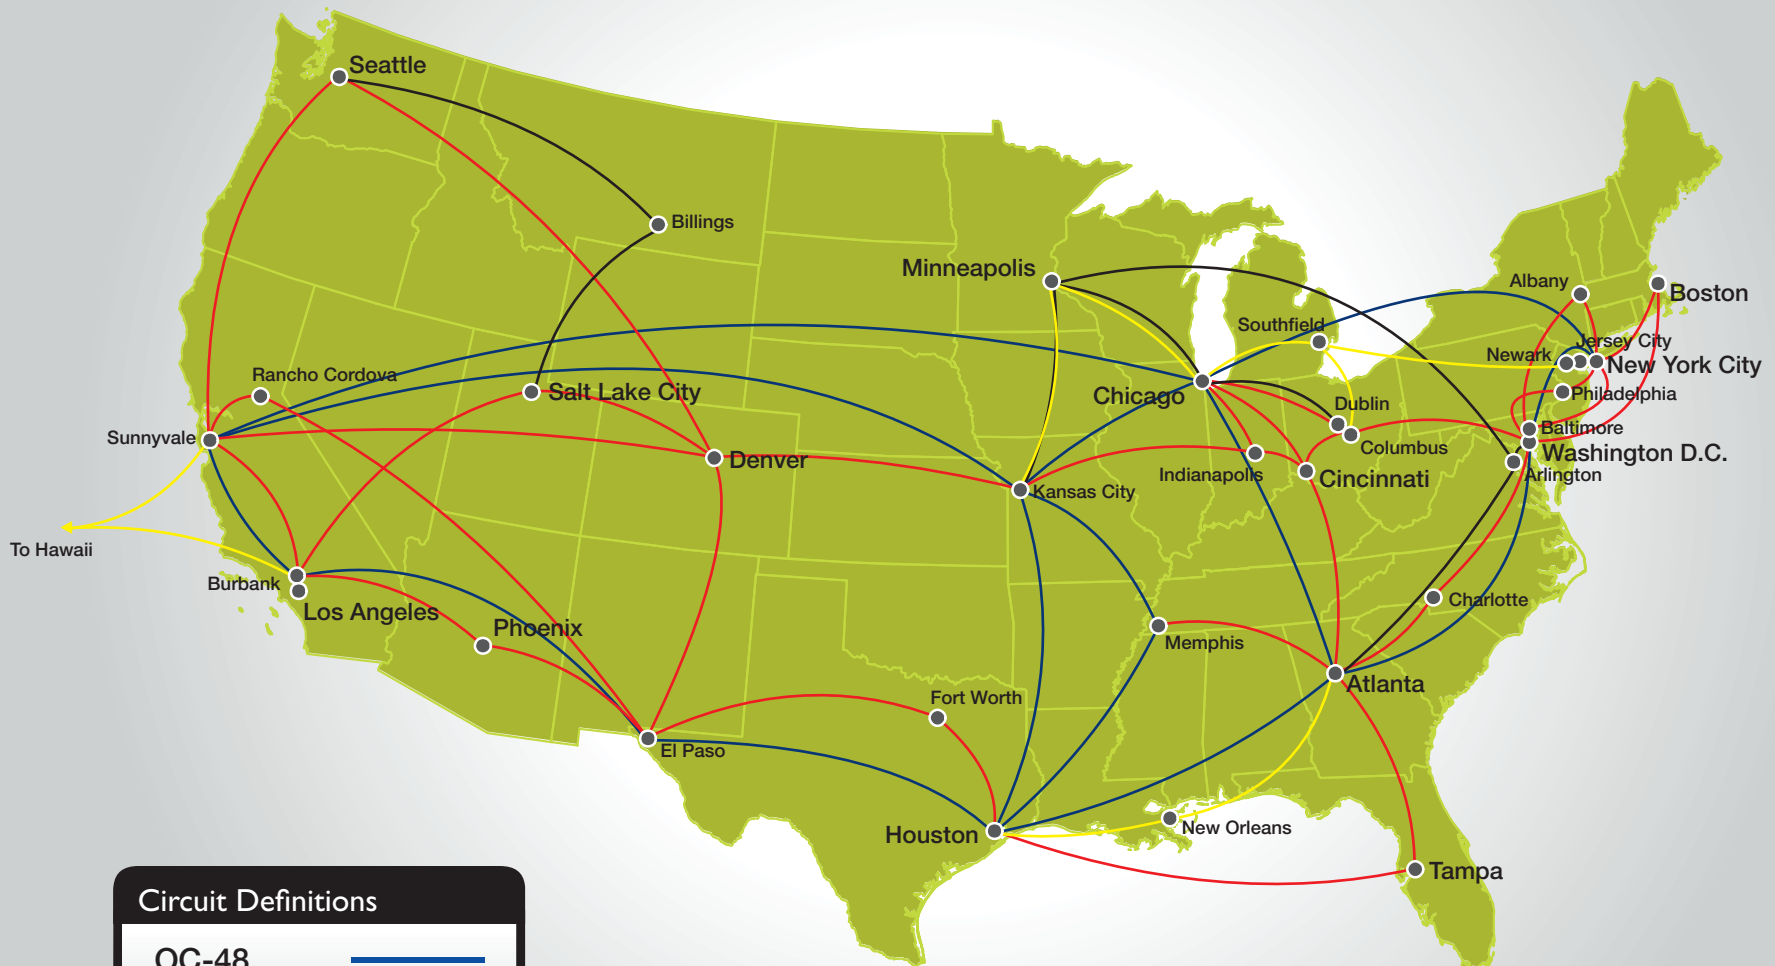 Seattle
Billings
Minneapolis
Albany
Boston
Southfield
Jersey City
Newark
New York City
Rancho Cordova
Salt Lake City
Chicago
Philadelphia
Dublin
Baltimore
Sunnyvale
Denver
Columbus
Washington D.C.
Indianapolis
Cincinnati
Arlington
Kansas City
To Hawaii
Burbank
Los Angeles
Charlotte
Phoenix
Memphis
Atlanta
Fort Worth
El Paso
Houston
New Orleans
Tampa
Circuit Definitions
OC-48